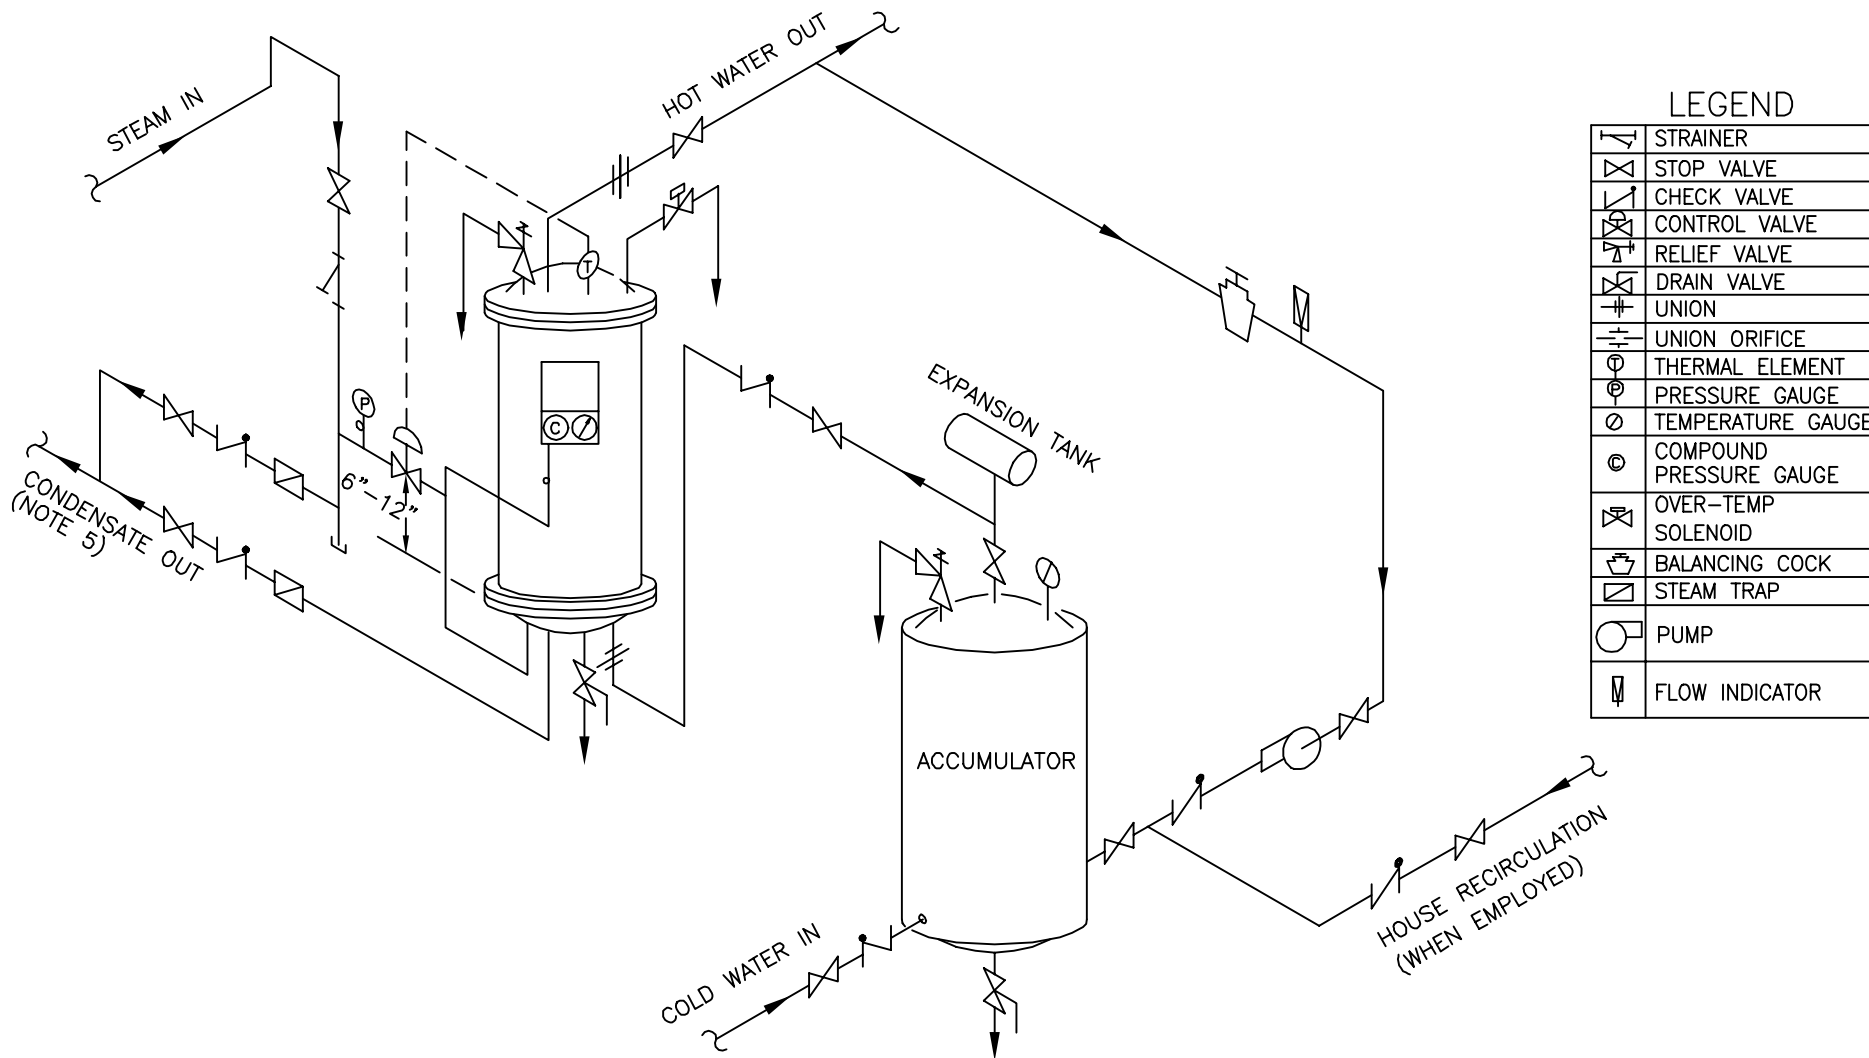 STEAM IN
HOT WATER OUT
T
P
C
6"-12"
CONDENSATE OUT
(NOTE 5)
EXPANSION TANK
ACCUMULATOR
COLD WATER IN
HOUSE RECIRCULATION
(WHEN EMPLOYED)
LEGEND
STRAINER
STOP VALVE
CHECK VALVE
CONTROL VALVE
RELIEF VALVE
DRAIN VALVE
UNION
UNION ORIFICE
T THERMAL ELEMENT
P PRESSURE GAUGE
TEMPERATURE GAUGE
C COMPOUND
PRESSURE GAUGE
OVER-TEMP
SOLENOID
BALANCING COCK
STEAM TRAP
PUMP
FLOW INDICATOR